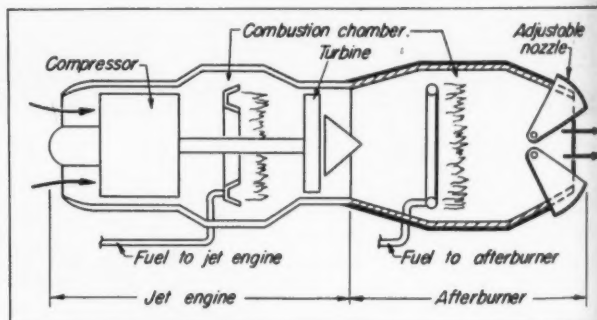 Combustion chamber.
Adjustable
nozzle
Turbine
Compressor
Fuel to jet engine
Fuel to afterburner
Jet engine
Afterburner